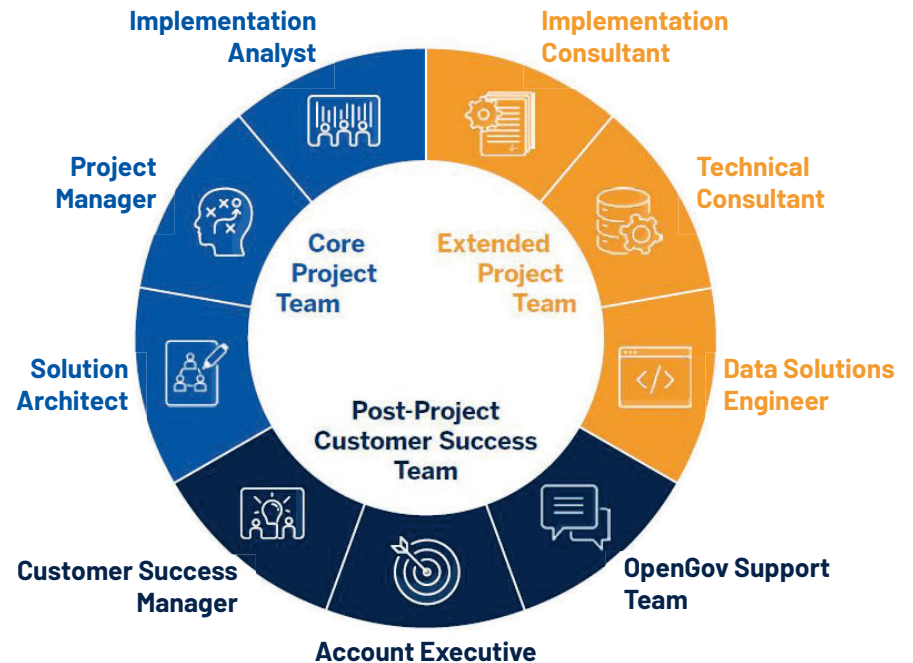 Implementation
Analyst
Implementation
Consultant
Project
Manager
Technical
Consultant
Core
Project
Team
Extended
Project
Team
Solution
Architect
Data Solutions
Engineer
</>
Post-Project
Customer Success
Team
Customer Success
Manager
OpenGov Support
Team
Account Executive